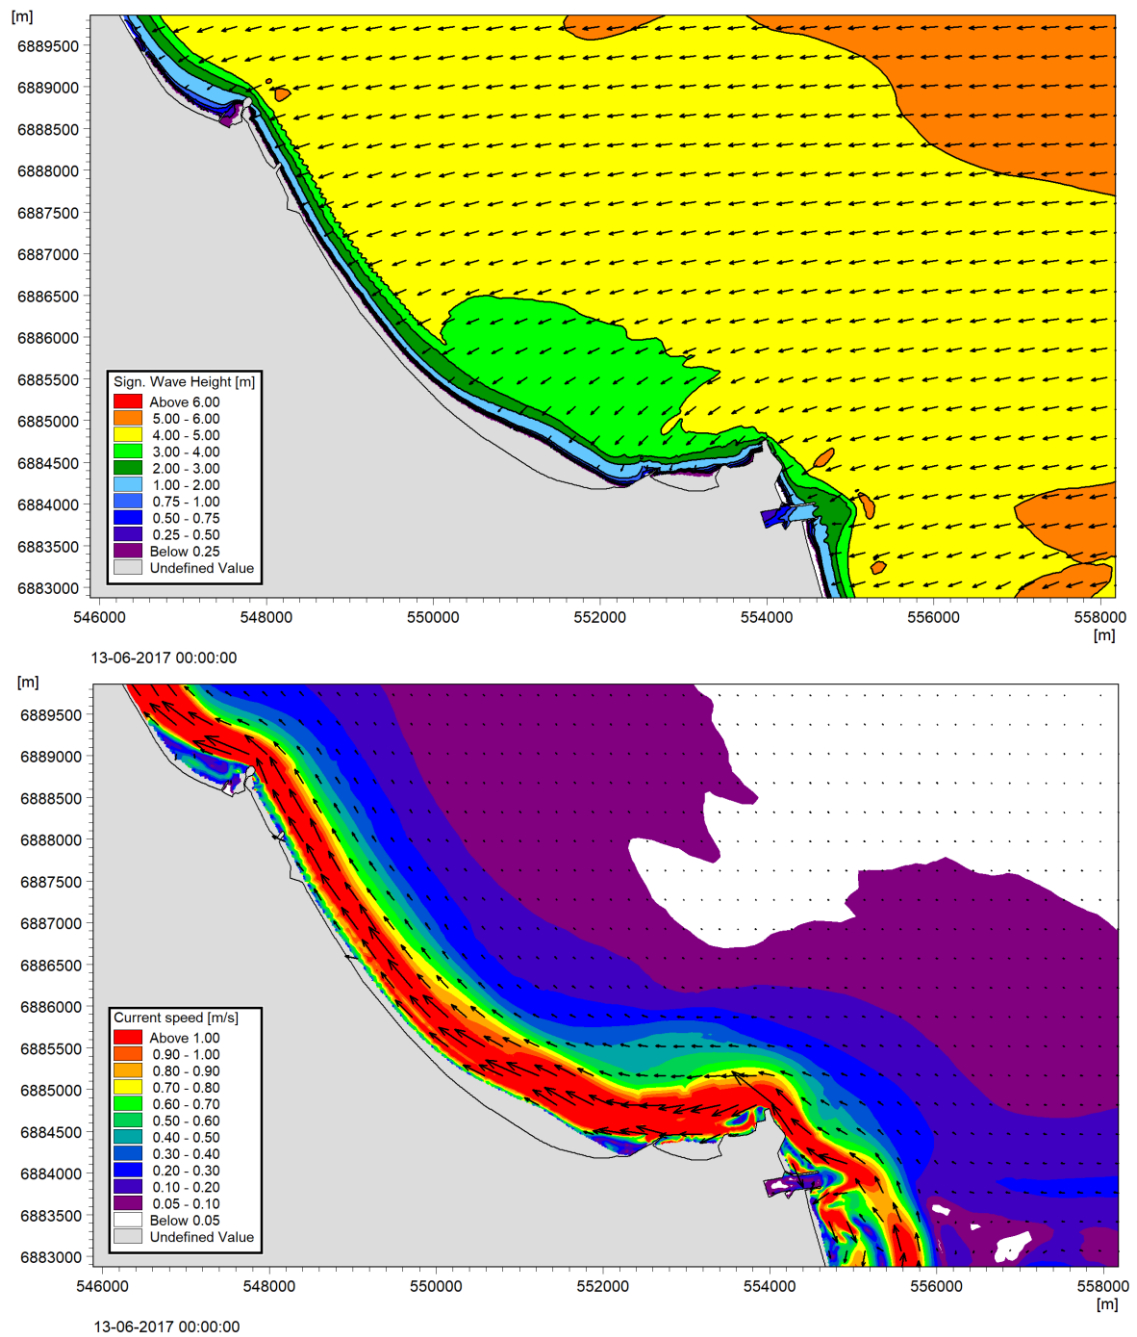 [m]
6889500
6889000
6888500
6888000
6887500
6887000
6886500
6886000
6885500
6885000
6884500
6884000
6883500
6883000
Sign. Wave Height [m]
Above 6.00
5.00 - 6.00
4.00 - 5.00
3.00 - 4.00
2.00 - 3.00
1.00 - 2.00
0.75 - 1.00
0.50 - 0.75
0.25 - 0.50
Below 0.25
Undefined Value
546000 548000 550000 552000 554000 556000 558000
[m]
13-06-2017 00:00:00
[m]
6889500
6889000
6888500
6888000
6887500
6887000
6886500
6886000
6885500
6885000
6884500
6884000
6883500
6883000
Current speed [m/s]
Above 1.00
0.90 - 1.00
0.80 - 0.90
0.70 - 0.80
0.60 - 0.70
0.50 - 0.60
0.40 - 0.50
0.30 - 0.40
0.20 - 0.30
0.10 - 0.20
0.05 - 0.10
Below 0.05
Undefined Value
546000 548000 550000 552000 554000 556000 558000
[m]
13-06-2017 00:00:00